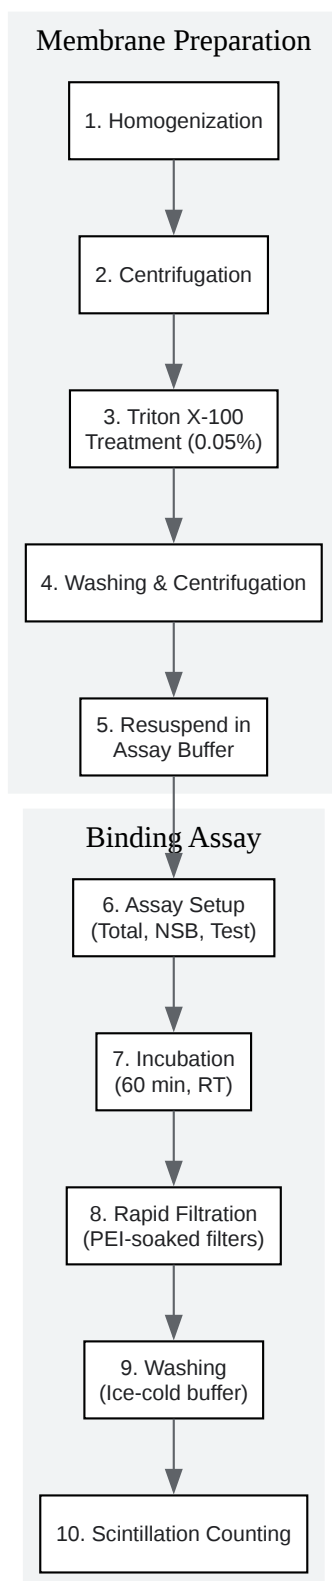 Membrane Preparation
1. Homogenization
2. Centrifugation
3. Triton X-100
Treatment (0.05%)
4. Washing & Centrifugation
5. Resuspend in
Assay Buffer
Binding Assay
6. Assay Setup
(Total, NSB, Test)
7. Incubation
(60 min, RT)
8. Rapid Filtration
(PEI-soaked filters)
9. Washing
(Ice-cold buffer)
10. Scintillation Counting